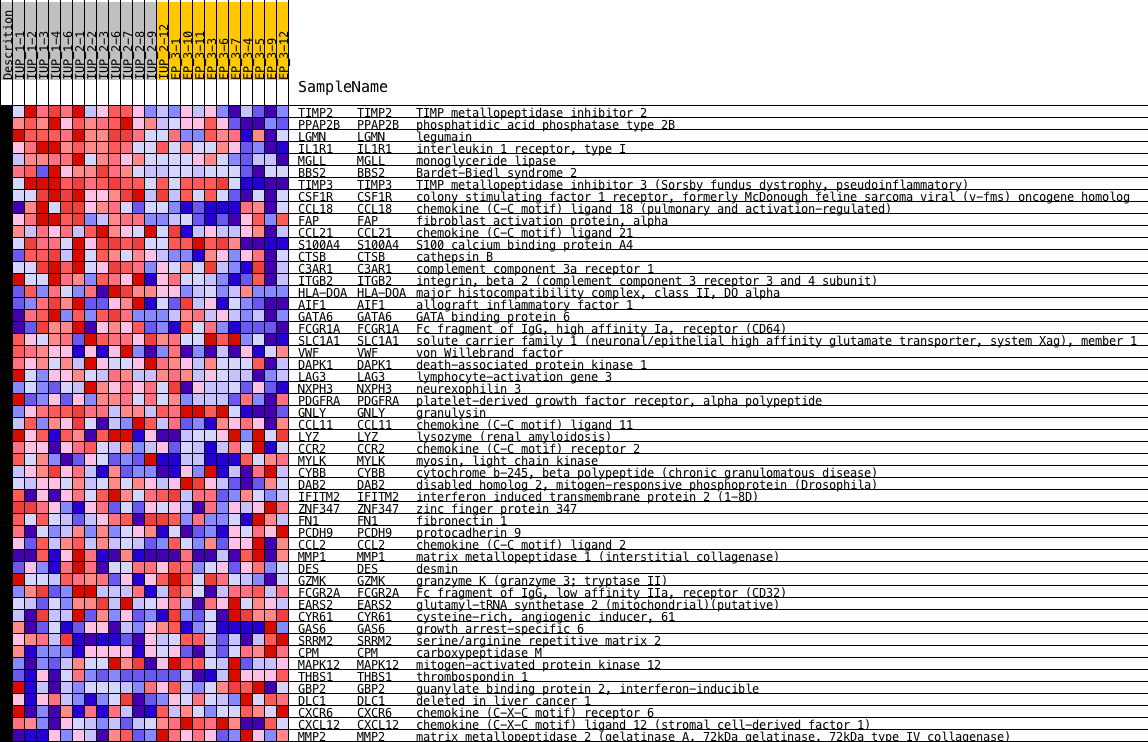 Descrition
IUP_1-1
IUP_1-2
IUP_1-3
IUP_1-4
IUP_1-6
IUP_2-1
IUP_2-2
IUP_2-3
IUP_2-6
IUP_2-7
IUP_2-8
IUP_2-9
IUP_2-12
EP_3-1
EP_3-10
EP_3-11
EP_3-3
EP_3-6
EP_3-7
EP_3-4
EP_3-5
EP_3-9
EP_3-12
SampleName
TIMP2 TIMP2 TIMP metallopeptidase inhibitor 2
PPAP2B PPAP2B phosphatidic acid phosphatase type 2B
LGMN LGMN legumain
IL1R1 IL1R1 interleukin 1 receptor, type I
MGLL MGLL monoglyceride lipase
BBS2 BBS2 Bardet-Biedl syndrome 2
TIMP3 TIMP3 TIMP metallopeptidase inhibitor 3 (Sorsby fundus dystrophy, pseudoinflammatory)
CSF1R CSF1R colony stimulating factor 1 receptor, formerly McDonough feline sarcoma viral (v-fms) oncogene homolog
CCL18 CCL18 chemokine (C-C motif) ligand 18 (pulmonary and activation-regulated)
FAP FAP fibroblast activation protein, alpha
CCL21 CCL21 chemokine (C-C motif) ligand 21
S100A4 S100A4 S100 calcium binding protein A4
CTSB CTSB cathepsin B
C3AR1 C3AR1 complement component 3a receptor 1
ITGB2 ITGB2 integrin, beta 2 (complement component 3 receptor 3 and 4 subunit)
HLA-DOA HLA-DOA major histocompatibility complex, class II, DO alpha
AIF1 AIF1 allograft inflammatory factor 1
GATA6 GATA6 GATA binding protein 6
FCGR1A FCGR1A Fc fragment of IgG, high affinity Ia, receptor (CD64)
SLC1A1 SLC1A1 solute carrier family 1 (neuronal/epithelial high affinity glutamate transporter, system Xag), member 1
VWF VWF von Willebrand factor
DAPK1 DAPK1 death-associated protein kinase 1
LAG3 LAG3 lymphocyte-activation gene 3
NXPH3 NXPH3 neurexophilin 3
PDGFRA PDGFRA platelet-derived growth factor receptor, alpha polypeptide
GNLY GNLY granulysin
CCL11 CCL11 chemokine (C-C motif) ligand 11
LYZ LYZ lysozyme (renal amyloidosis)
CCR2 CCR2 chemokine (C-C motif) receptor 2
MYLK MYLK myosin, light chain kinase
CYBB CYBB cytochrome b-245, beta polypeptide (chronic granulomatous disease)
DAB2 DAB2 disabled homolog 2, mitogen-responsive phosphoprotein (Drosophila)
IFITM2 IFITM2 interferon induced transmembrane protein 2 (1-8D)
ZNF347 ZNF347 zinc finger protein 347
FN1 FN1 fibronectin 1
PCDH9 PCDH9 protocadherin 9
CCL2 CCL2 chemokine (C-C motif) ligand 2
MMP1 MMP1 matrix metallopeptidase 1 (interstitial collagenase)
DES DES desmin
GZMK GZMK granzyme K (granzyme 3; tryptase II)
FCGR2A FCGR2A Fc fragment of IgG, low affinity IIa, receptor (CD32)
EARS2 EARS2 glutamyl-tRNA synthetase 2 (mitochondrial)(putative)
CYR61 CYR61 cysteine-rich, angiogenic inducer, 61
GAS6 GAS6 growth arrest-specific 6
SRRM2 SRRM2 serine/arginine repetitive matrix 2
CPM CPM carboxypeptidase M
MAPK12 MAPK12 mitogen-activated protein kinase 12
THBS1 THBS1 thrombospondin 1
GBP2 GBP2 guanylate binding protein 2, interferon-inducible
DLC1 DLC1 deleted in liver cancer 1
CXCR6 CXCR6 chemokine (C-X-C motif) receptor 6
CXCL12 CXCL12 chemokine (C-X-C motif) ligand 12 (stromal cell-derived factor 1)
MMP2 MMP2 matrix metallopeptidase 2 (gelatinase A, 72kDa gelatinase, 72kDa type IV collagenase)